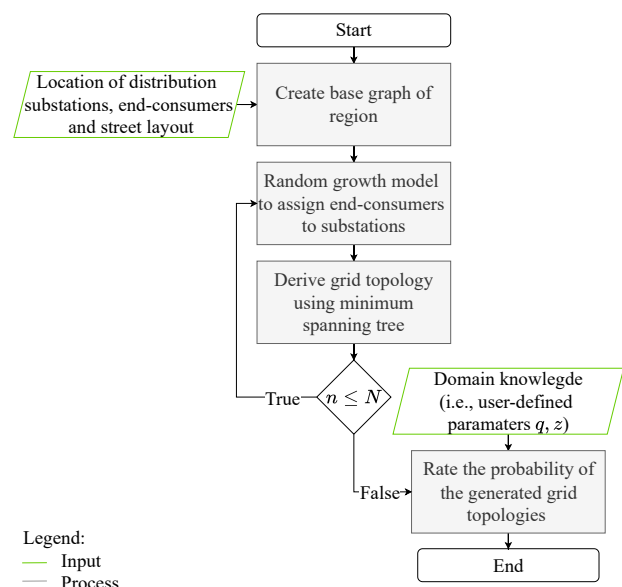 Start
Location of distribution
substations, end-consumers
and street layout
Create base graph of
region
Random growth model
to assign end-consumers
to substations
Derive grid topology
using minimum
spanning tree
n ≤ N
True
Domain knowlegde
(i.e., user-defined
paramaters q, z)
False
Rate the probability of
the generated grid
topologies
End
Legend:
Input
Process